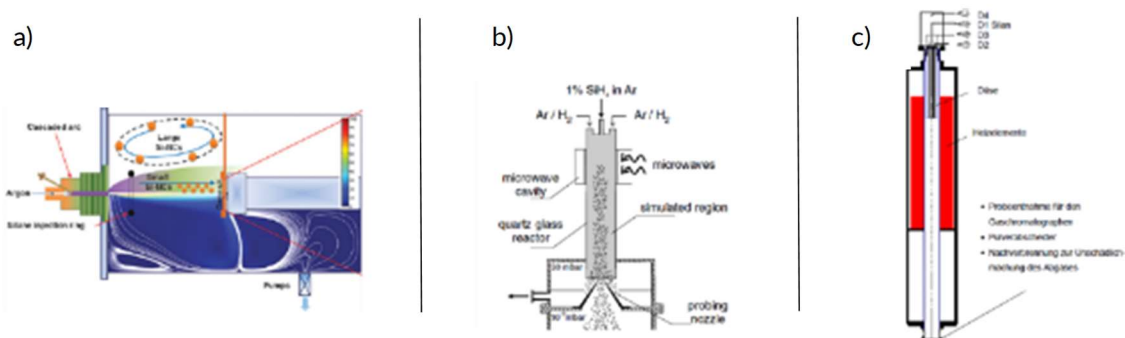 a)
Cascaded arc
Large
Si-NCs
Small
Si-NCs
Argon
Silane injection ring
Pumps
b)
1% SiH4 in Ar
Ar / H2
Ar / H2
microwaves
microwave
cavity
simulated region
quartz glass
reactor
probing
nozzle
c)
D4
D1 Silan
D3
D2
Düse
Heizelemente
• Probeentnahme für den
Gaschromatographen
• Pulverabscheider
• Nachverbrennung zur Unschädlich-
machung des Abgases